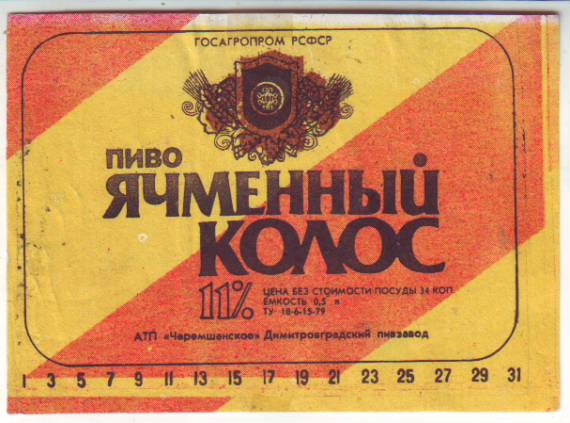 ГОСАГРОПРОМ РСФСР
ПИВО
ЯЧМЕННЫЙ
КОЛОС
11%
ЦЕНА БЕЗ СТОИМОСТИ ПОСУДЫ 34 КОП.
ЁМКОСТЬ 0,5 л
ТУ 18-6-15-79
АТП «Черемшанское» Димитровградский пивзавод
1 3 5 7 9 11 13 15 17 19 21 23 25 27 29 31